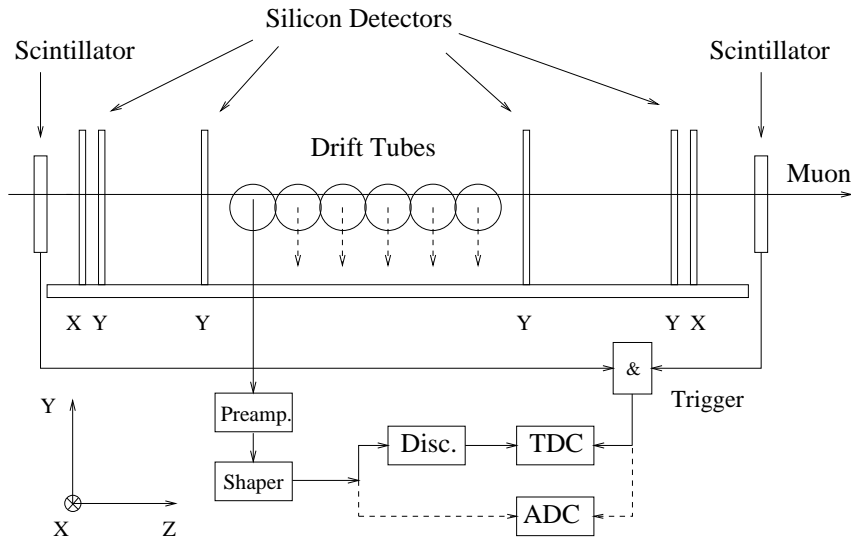 Silicon Detectors
Scintillator
Scintillator
Drift Tubes
Muon
X Y Y Y Y X
&
Trigger
Preamp.
Y
Disc. TDC
Shaper
ADC
X Z